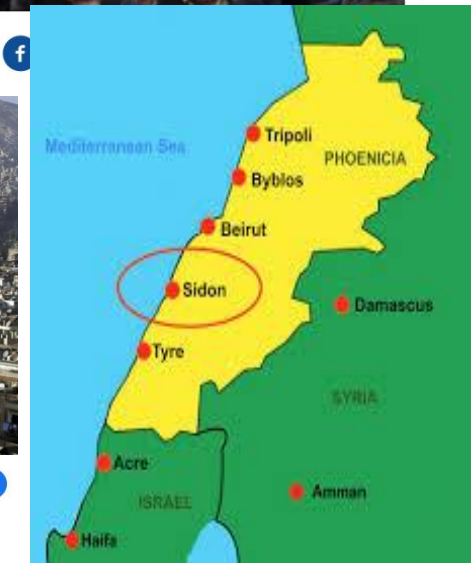 f
Mediterranean Sea
Tripoli
PHOENICIA
Byblos
Beirut
Sidon
Damascus
Tyre
SYRIA
Acre
ISRAEL
Amman
Haifa